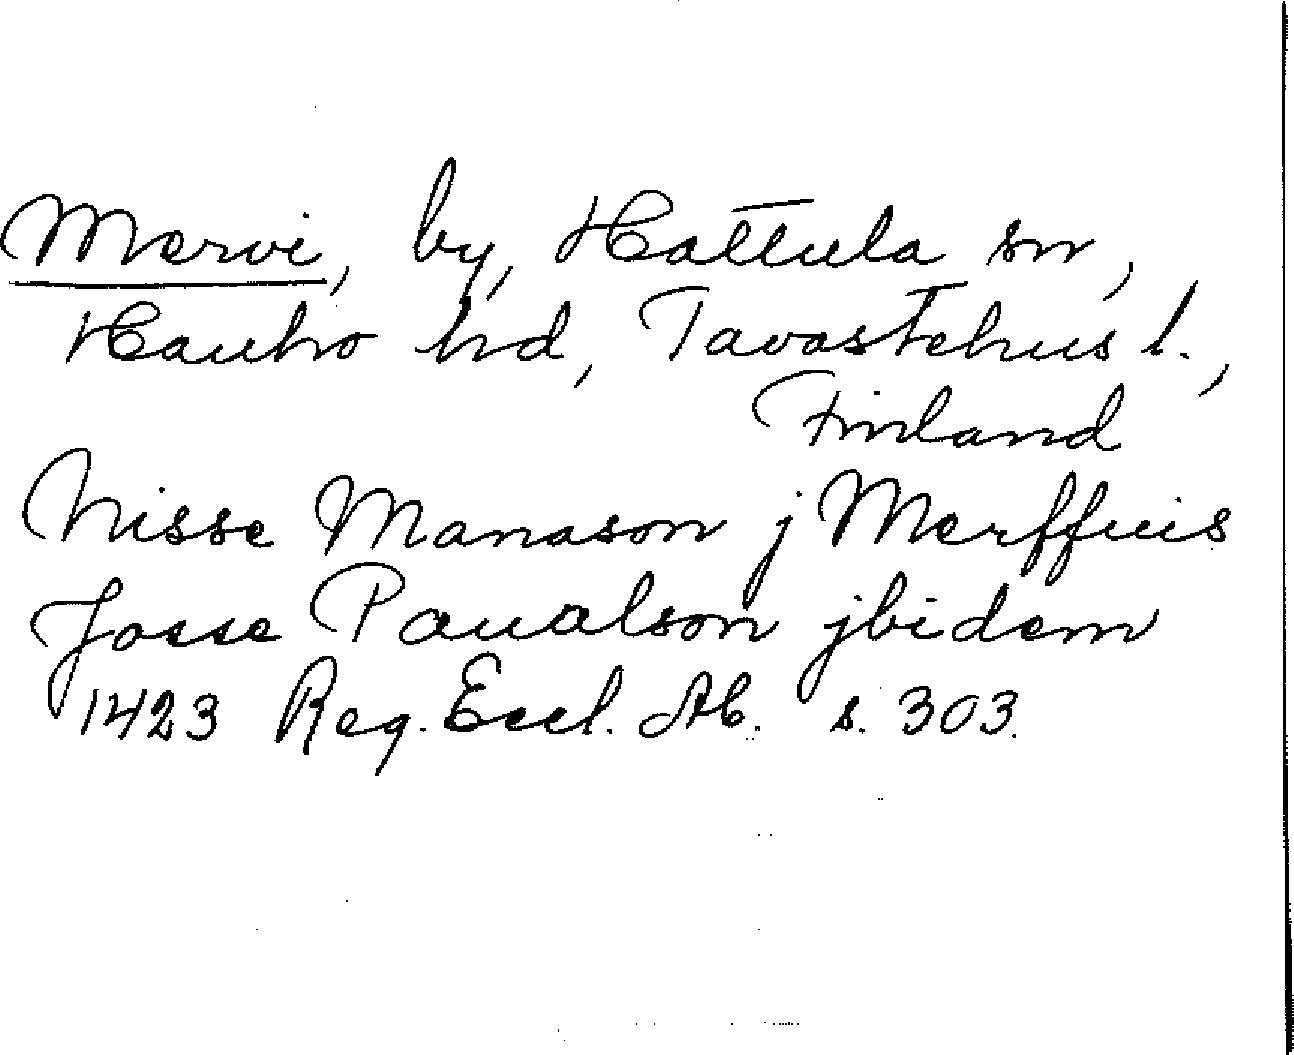 Mervi, by, Hattula sn,
Hauho hd, Tavastehus l.,
Finland
Nisse Manason j Merffuis
Josse Paualson jbidem
1423 Reg. Eccl. Ab. s. 303.